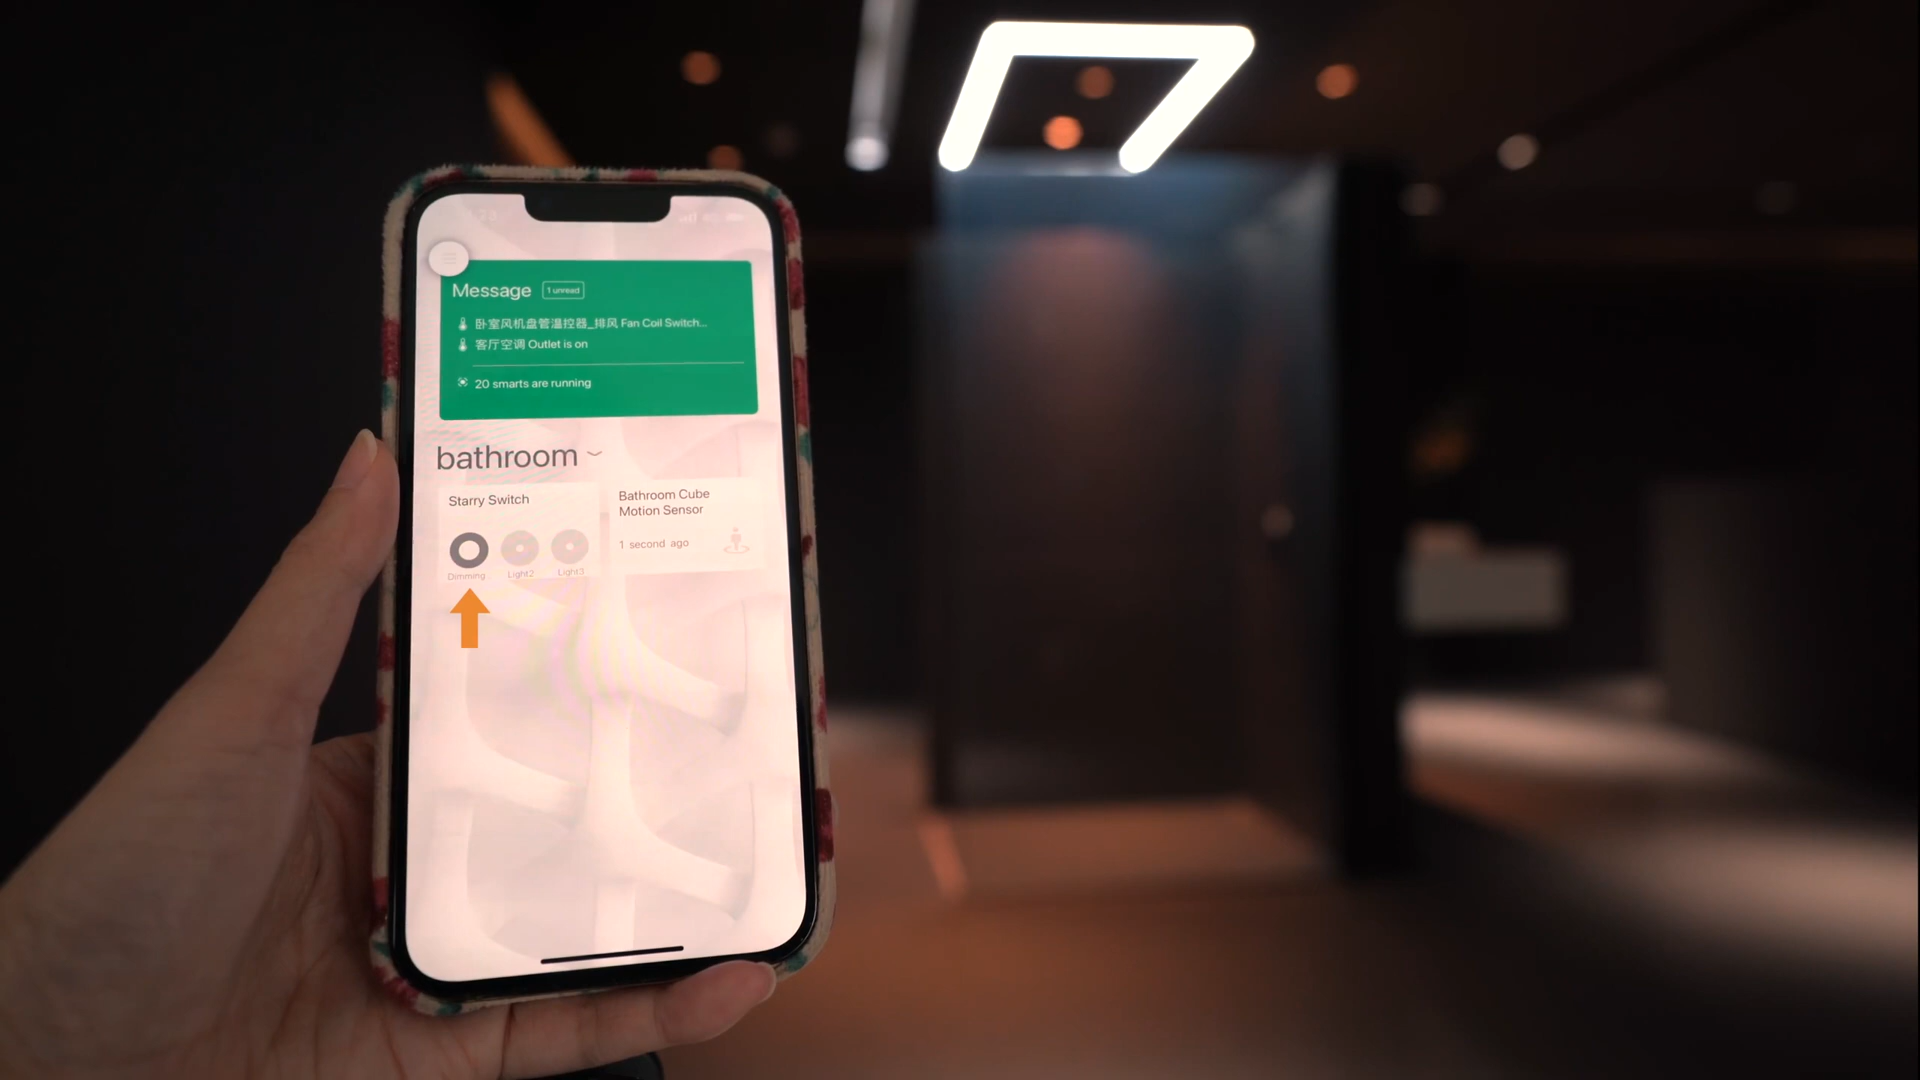 Message 1 unread
卧室风机盘管温控器_排风 Fan Coil Switch...
客厅空调 Outlet is on
20 smarts are running
bathroom
Starry Switch
Dimming Light2 Light3
Bathroom Cube
Motion Sensor
1 second ago